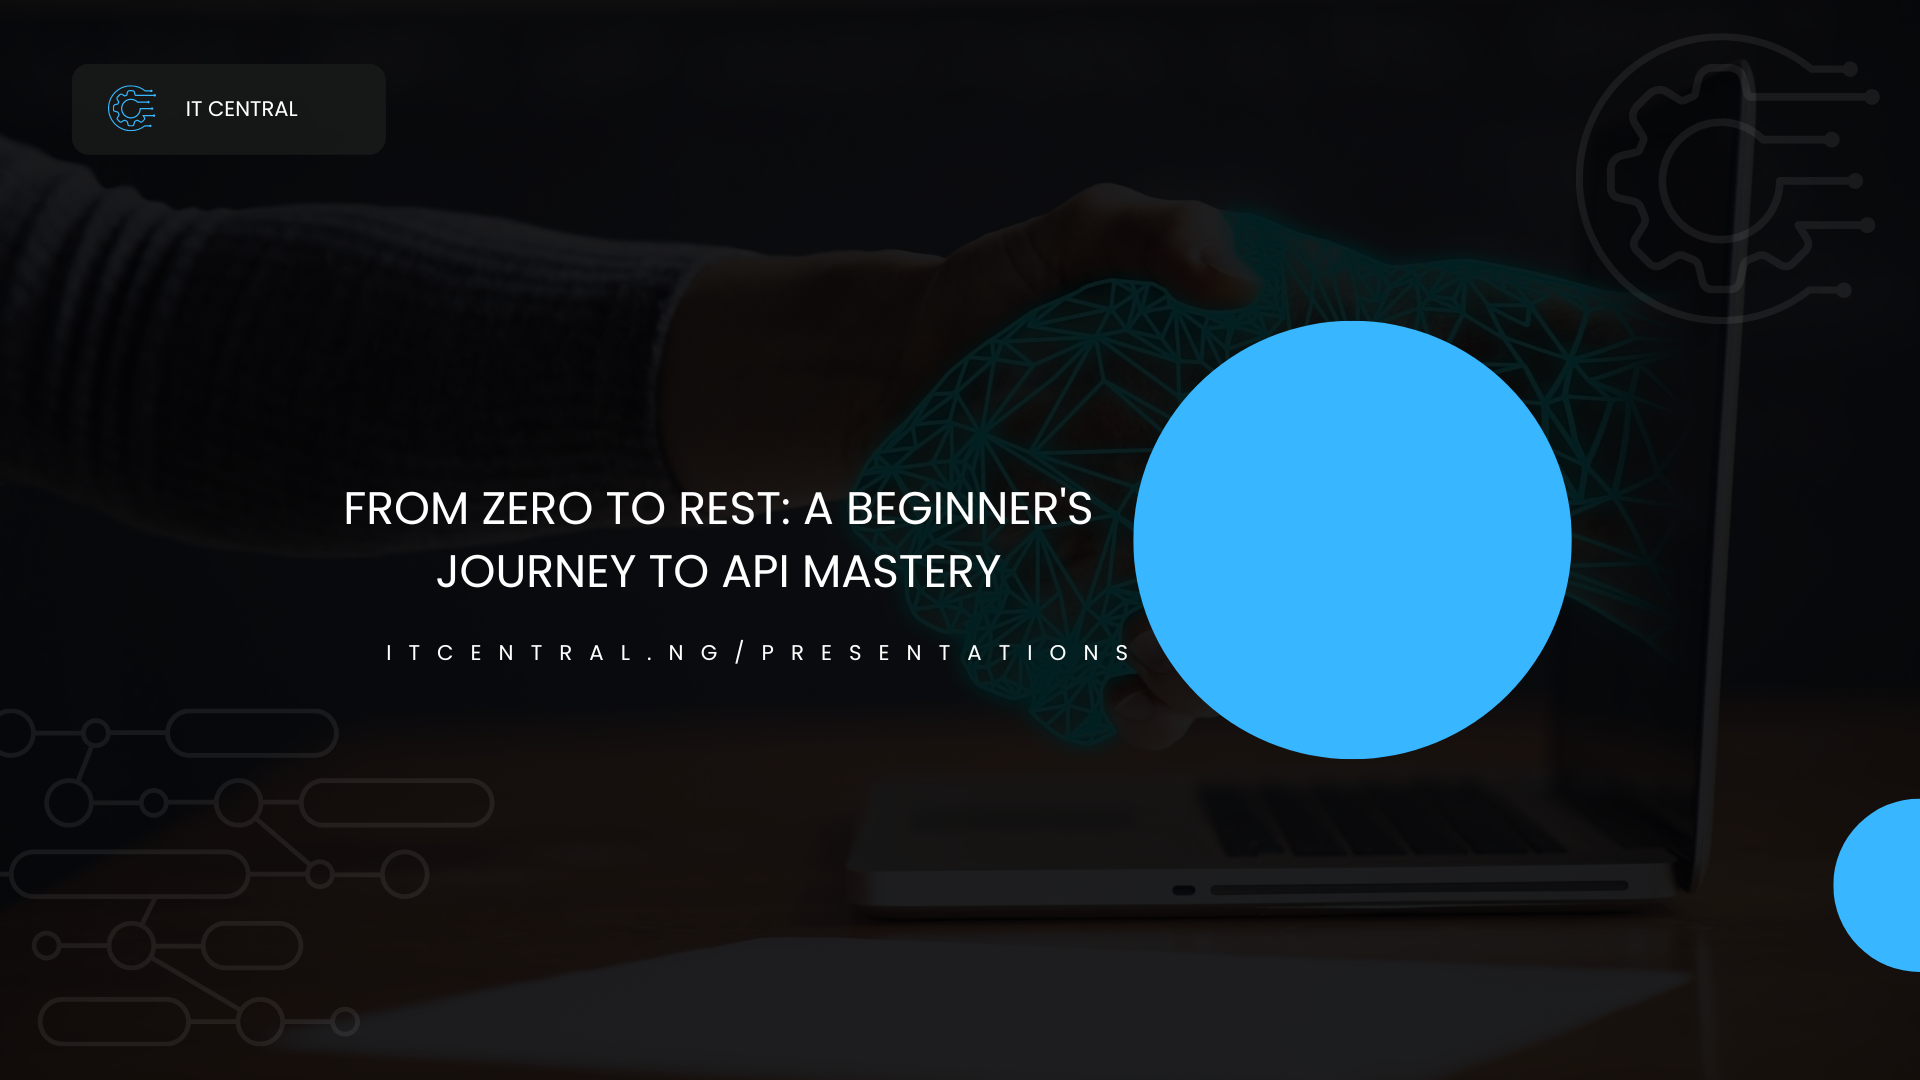 IT CENTRAL
FROM ZERO TO REST: A BEGINNER'S
JOURNEY TO API MASTERY
ITCENTRAL.NG/PRESENTATIONS